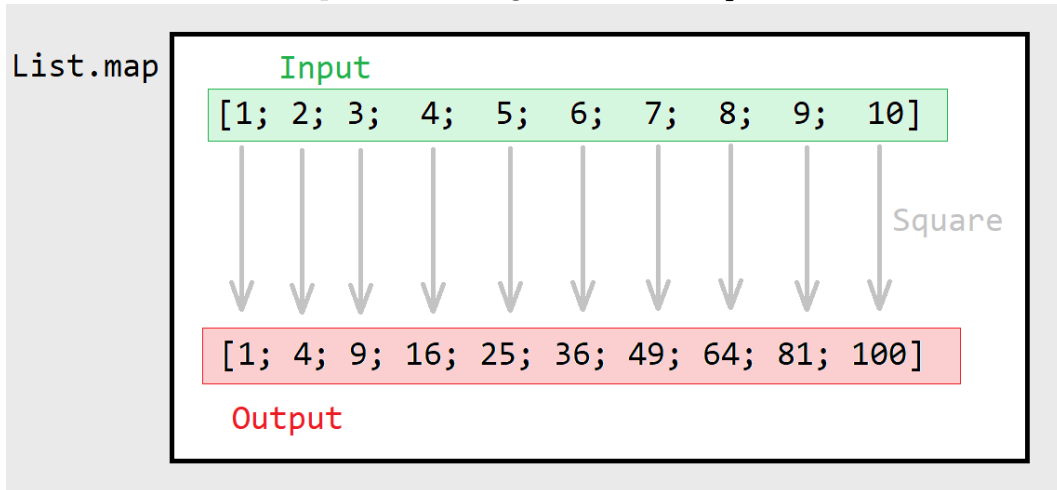 List.map
Input
[1; 2; 3; 4; 5; 6; 7; 8; 9; 10]
Square
[1; 4; 9; 16; 25; 36; 49; 64; 81; 100]
Output